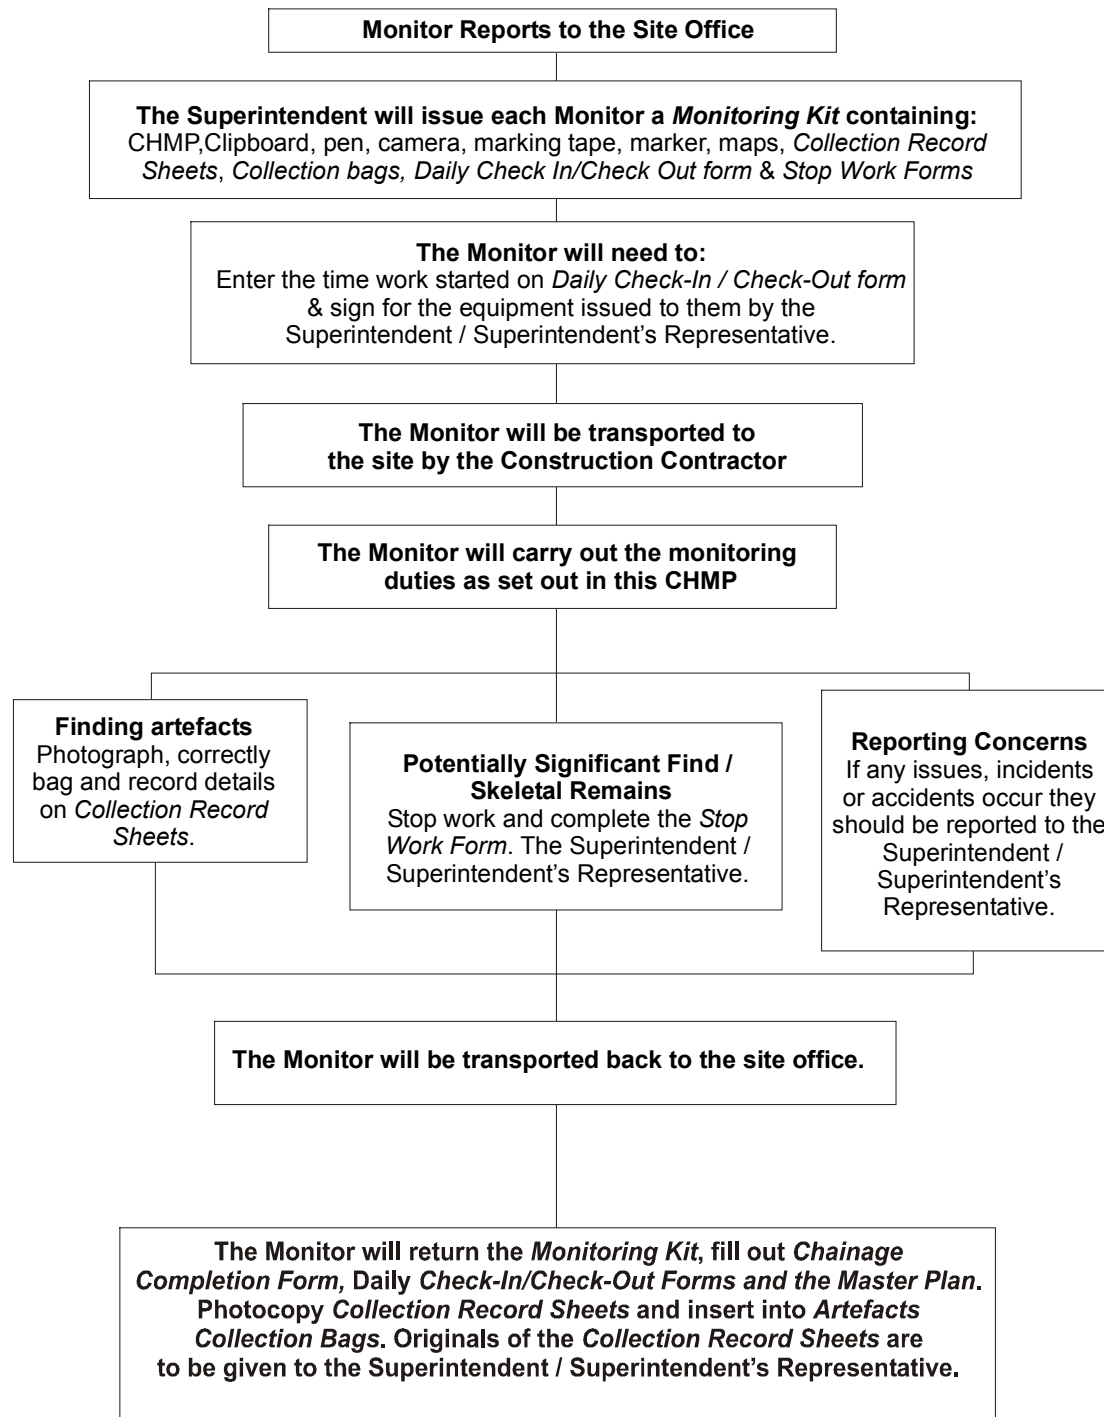 Monitor Reports to the Site Office
The Superintendent will issue each Monitor a Monitoring Kit containing:
CHMP,Clipboard, pen, camera, marking tape, marker, maps, Collection Record
Sheets, Collection bags, Daily Check In/Check Out form & Stop Work Forms
The Monitor will need to:
Enter the time work started on Daily Check-In / Check-Out form
& sign for the equipment issued to them by the
Superintendent / Superintendent's Representative.
The Monitor will be transported to
the site by the Construction Contractor
The Monitor will carry out the monitoring
duties as set out in this CHMP
Finding artefacts
Photograph, correctly
bag and record details
on Collection Record
Sheets.
Potentially Significant Find /
Skeletal Remains
Stop work and complete the Stop
Work Form. The Superintendent /
Superintendent's Representative.
Reporting Concerns
If any issues, incidents
or accidents occur they
should be reported to the
Superintendent /
Superintendent's
Representative.
The Monitor will be transported back to the site office.
The Monitor will return the Monitoring Kit, fill out Chainage
Completion Form, Daily Check-In/Check-Out Forms and the Master Plan.
Photocopy Collection Record Sheets and insert into Artefacts
Collection Bags. Originals of the Collection Record Sheets are
to be given to the Superintendent / Superintendent's Representative.